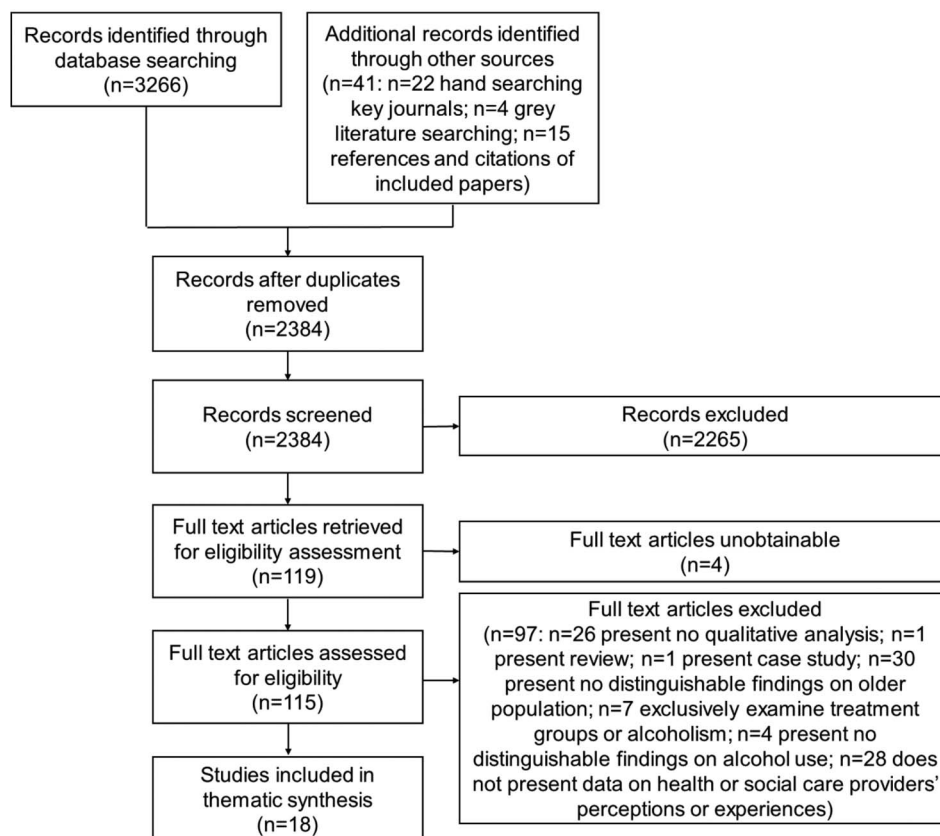 Records identified through
database searching
(n=3266)
Additional records identified
through other sources
(n=41: n=22 hand searching
key journals; n=4 grey
literature searching; n=15
references and citations of
included papers)
Records after duplicates
removed
(n=2384)
Records screened
(n=2384)
Records excluded
(n=2265)
Full text articles retrieved
for eligibility assessment
(n=119)
Full text articles unobtainable
(n=4)
Full text articles assessed for
eligibility
(n=115)
Full text articles excluded
(n=97: n=26 present no qualitative analysis; n=1
present review; n=1 present case study; n=30
present no distinguishable findings on older
population; n=7 exclusively examine treatment
groups or alcoholism; n=4 present no
distinguishable findings on alcohol use; n=28 does
not present data on health or social care providers’
perceptions or experiences)
Studies included in
thematic synthesis
(n=18)